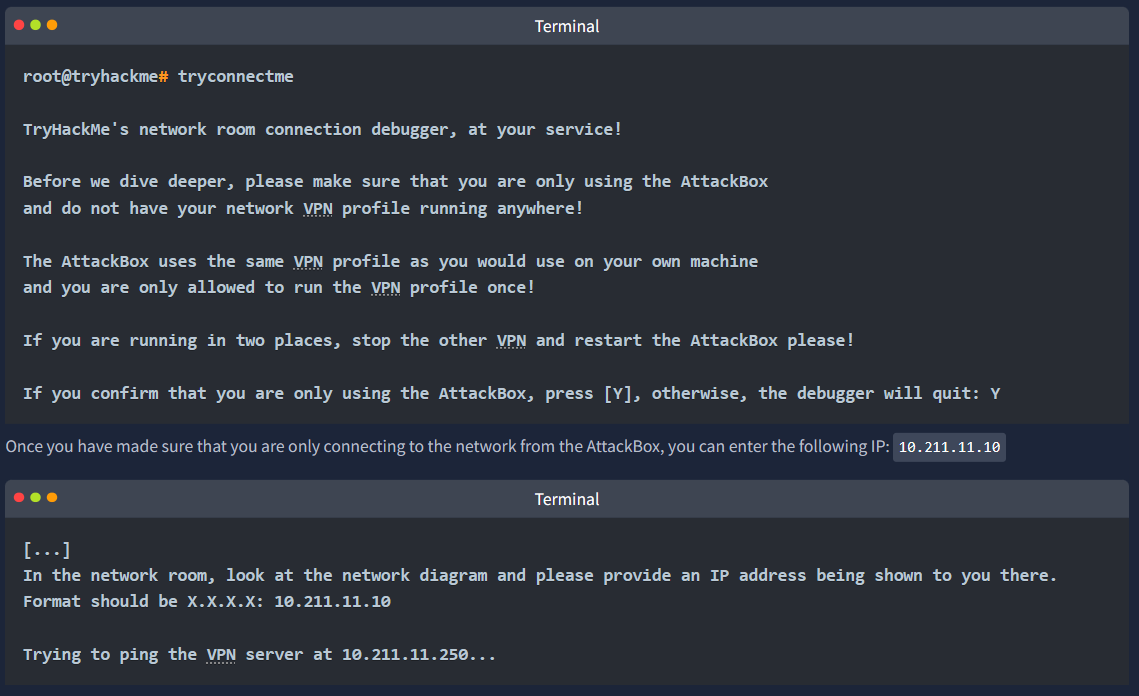 Terminal
root@tryhackme# tryconnectme
TryHackMe's network room connection debugger, at your service!
Before we dive deeper, please make sure that you are only using the AttackBox
and do not have your network VPN profile running anywhere!
The AttackBox uses the same VPN profile as you would use on your own machine
and you are only allowed to run the VPN profile once!
If you are running in two places, stop the other VPN and restart the AttackBox please!
If you confirm that you are only using the AttackBox, press [Y], otherwise, the debugger will quit: Y
Once you have made sure that you are only connecting to the network from the AttackBox, you can enter the following IP: 10.211.11.10
Terminal
[...]
In the network room, look at the network diagram and please provide an IP address being shown to you there.
Format should be X.X.X.X: 10.211.11.10
Trying to ping the VPN server at 10.211.11.250...